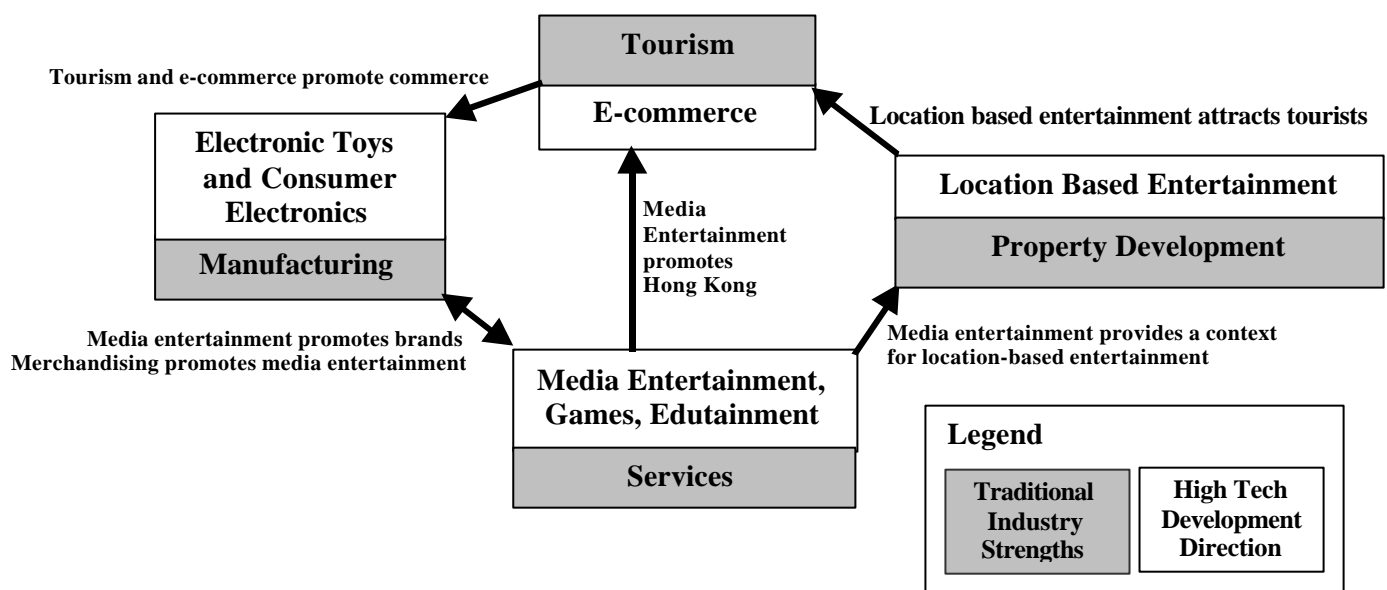 Tourism
Tourism and e-commerce promote commerce
E-commerce
Location based entertainment attracts tourists
Electronic Toys
and Consumer
Electronics
Manufacturing
Location Based Entertainment
Property Development
Media
Entertainment
promotes
Hong Kong
Media entertainment promotes brands
Merchandising promotes media entertainment
Media entertainment provides a context
for location-based entertainment
Media Entertainment,
Games, Edutainment
Services
Legend
Traditional
Industry
Strengths
High Tech
Development
Direction